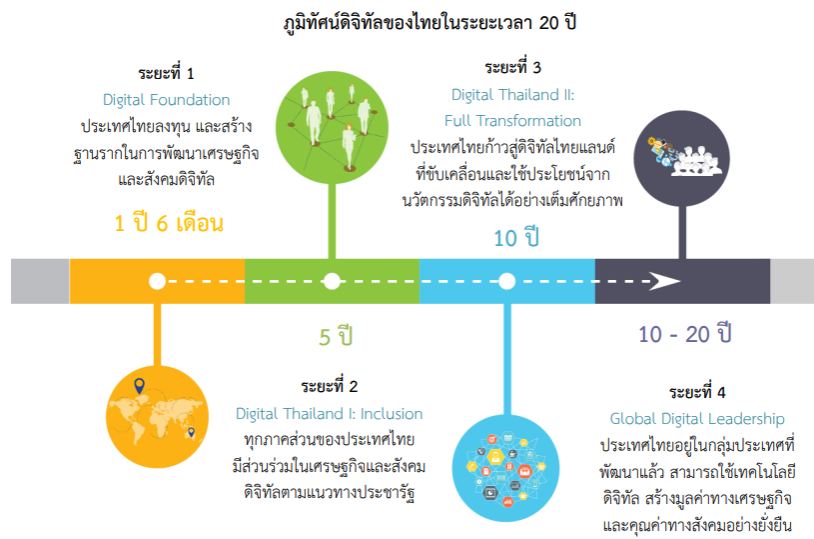 ภูมิทัศน์ดิจิทัลของไทยในระยะเวลา 20 ปี
ระยะที่ 1
Digital Foundation
ประเทศไทยลงทุน และสร้าง
ฐานรากในการพัฒนาเศรษฐกิจ
และสังคมดิจิทัล
1 ปี 6 เดือน
5 ปี
ระยะที่ 2
Digital Thailand I: Inclusion
ทุกภาคส่วนของประเทศไทย
มีส่วนร่วมในเศรษฐกิจและสังคม
ดิจิทัลตามแนวทางประชารัฐ
ระยะที่ 3
Digital Thailand II:
Full Transformation
ประเทศไทยก้าวสู่ดิจิทัลไทยแลนด์
ที่ขับเคลื่อนและใช้ประโยชน์จาก
นวัตกรรมดิจิทัลได้อย่างเต็มศักยภาพ
10 ปี
10 - 20 ปี
ระยะที่ 4
Global Digital Leadership
ประเทศไทยอยู่ในกลุ่มประเทศที่
พัฒนาแล้ว สามารถใช้เทคโนโลยี
ดิจิทัล สร้างมูลค่าทางเศรษฐกิจ
และคุณค่าทางสังคมอย่างยั่งยืน